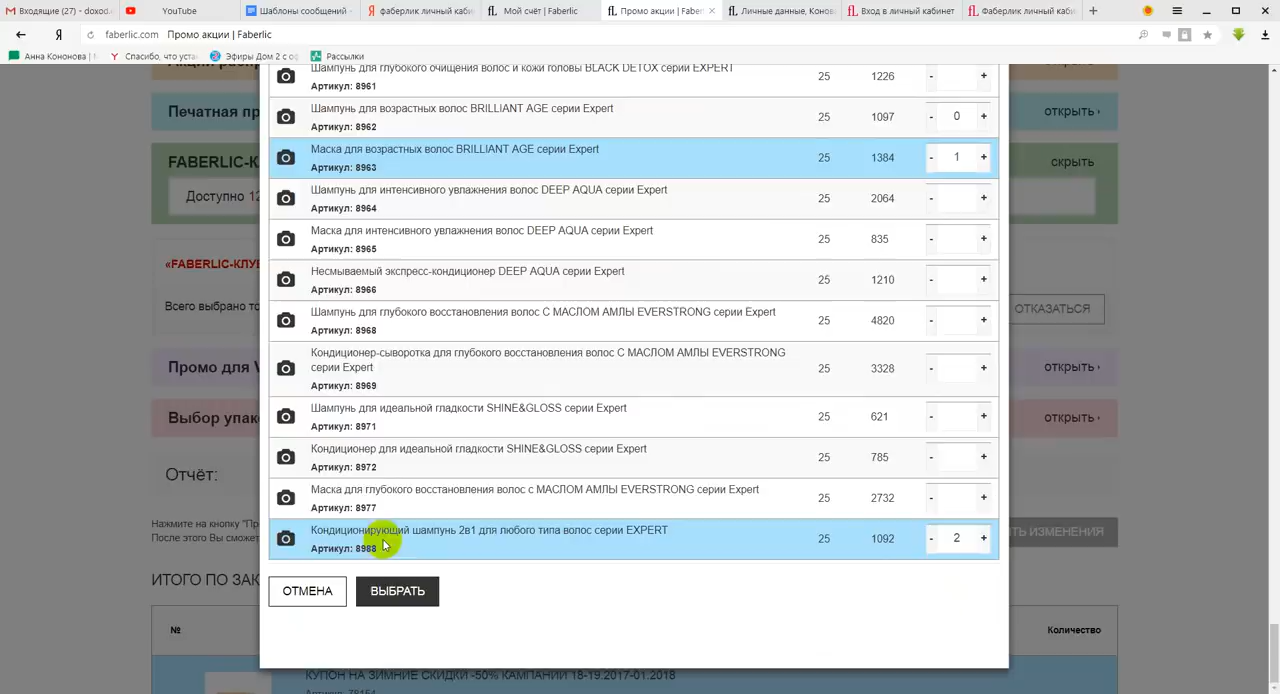 Входящие (27) - doxod.
YouTube
Шаблоны сообщений -
фаберлик личный каби
Мой счёт | Faberlic
Промо акции | Faberl
Личные данные, Конов
Вход в личный кабинет
Фаберлик личный каби
faberlic.com Промо акции | Faberlic
Анна Кононова |
Спасибо, что уста
Эфиры Дом 2 с
Рассылки
открыть ›
Шампунь для глубокого очищения волос и кожи головы BLACK DETOX серии EXPERT
Артикул: 8961
25 1226 - +
Печатная пр
открыть ›
Шампунь для возрастных волос BRILLIANT AGE серии Expert
Артикул: 8962
25 1097 - 0 +
FABERLIC-К
скрыть
Маска для возрастных волос BRILLIANT AGE серии Expert
Артикул: 8963
25 1384 - 1 +
Доступно 12
Шампунь для интенсивного увлажнения волос DEEP AQUA серии Expert
Артикул: 8964
25 2064 - +
Маска для интенсивного увлажнения волос DEEP AQUA серии Expert
Артикул: 8965
25 835 - +
«FABERLIC-КЛУ
Несмываемый экспресс-кондиционер DEEP AQUA серии Expert
Артикул: 8966
25 1210 - +
Всего выбрано то
ОТКАЗАТЬСЯ
Шампунь для глубокого восстановления волос С МАСЛОМ АМЛЫ EVERSTRONG серии Expert
Артикул: 8968
25 4820 - +
Промо для V
открыть ›
Кондиционер-сыворотка для глубокого восстановления волос С МАСЛОМ АМЛЫ EVERSTRONG
серии Expert
Артикул: 8969
25 3328 - +
Выбор упак
открыть ›
Шампунь для идеальной гладкости SHINE&GLOSS серии Expert
Артикул: 8971
25 621 - +
Отчёт:
Кондиционер для идеальной гладкости SHINE&GLOSS серии Expert
Артикул: 8972
25 785 - +
Маска для глубокого восстановления волос с МАСЛОМ АМЛЫ EVERSTRONG серии Expert
Артикул: 8977
25 2732 - +
Нажмите на кнопку "Пр
После этого Вы сможет
ИТЬ ИЗМЕНЕНИЯ
Кондиционирующий шампунь 2в1 для любого типа волос серии EXPERT
Артикул: 8988
25 1092 - 2 +
ИТОГО ПО ЗАК
ОТМЕНА ВЫБРАТЬ
№ Количество
КУПОН НА ЗИМНИЕ СКИДКИ -50% КАМПАНИИ 18-19.2017-01.2018
Артикул: 78154